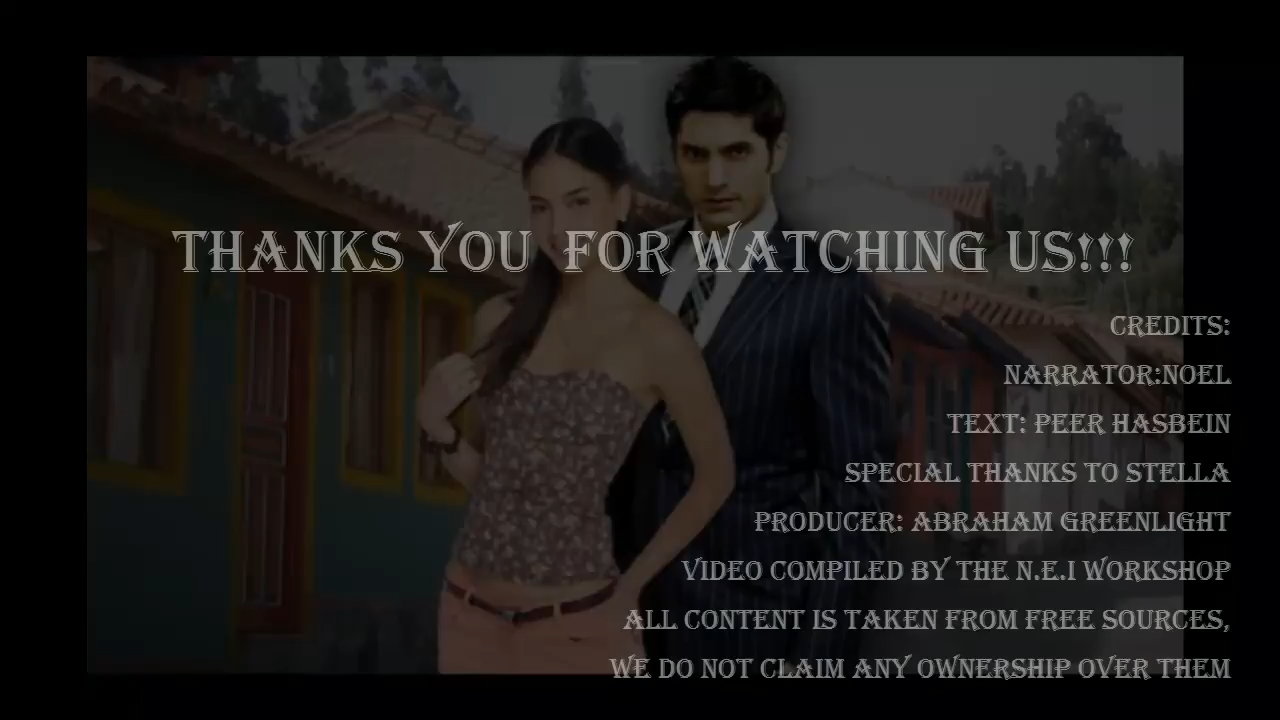 THANKS YOU FOR WATCHING US!!!
CREDITS:
NARRATOR:NOEL
TEXT: PEER HASBEIN
SPECIAL THANKS TO STELLA
PRODUCER: ABRAHAM GREENLIGHT
VIDEO COMPILED BY THE N.E.I WORKSHOP
ALL CONTENT IS TAKEN FROM FREE SOURCES,
WE DO NOT CLAIM ANY OWNERSHIP OVER THEM